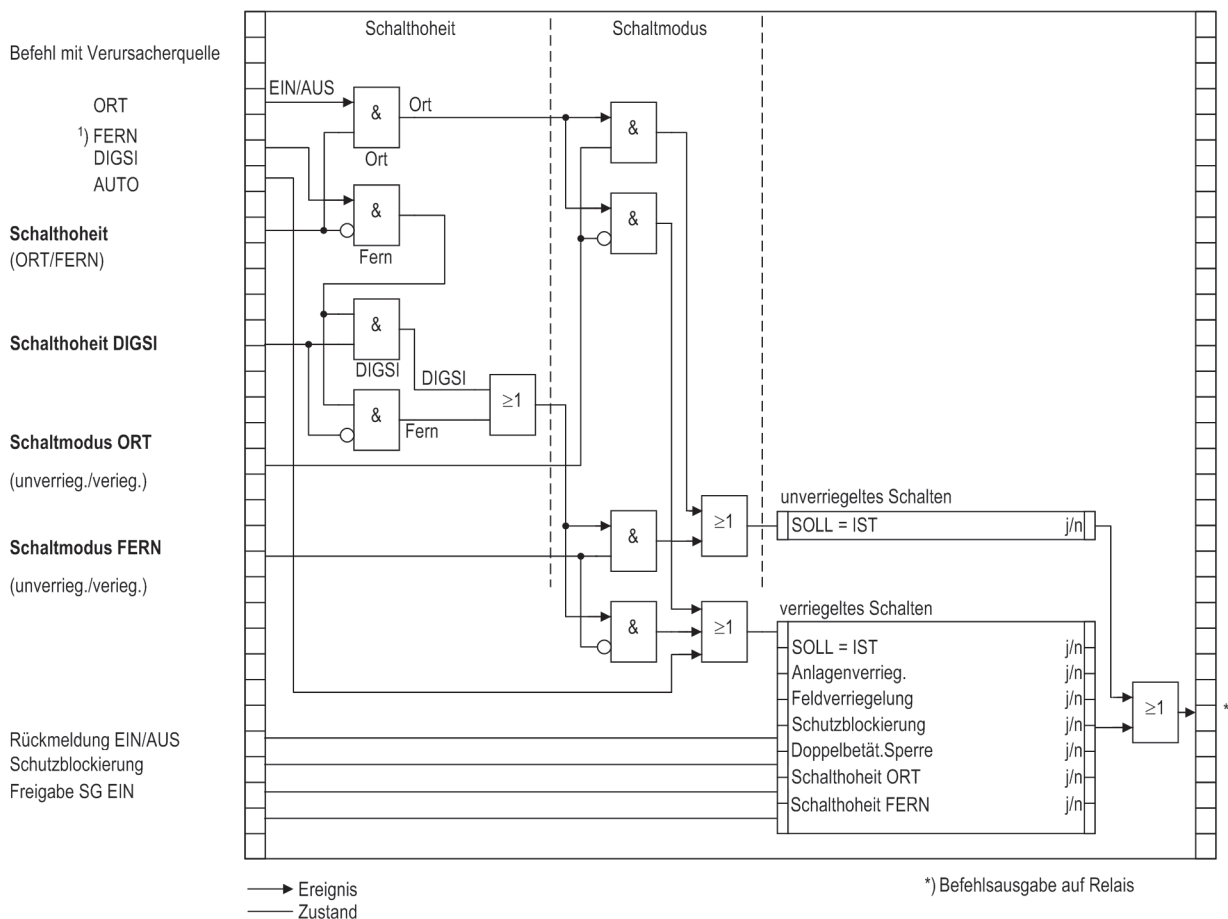 Schalthoheit
Schaltmodus
Befehl mit Verursacherquelle
EIN/AUS
ORT
¹) FERN
DIGSI
AUTO
&
Ort
Ort
&
&
Fern
&
&
Schalthoheit
(ORT/FERN)
Schalthoheit DIGSI
&
DIGSI
DIGSI
&
Fern
≥1
Schaltmodus ORT
(unverrieg./verieg.)
Schaltmodus FERN
(unverrieg./verieg.)
&
≥1
unverriegeltes Schalten
SOLL = IST j/n
&
≥1
verriegeltes Schalten
SOLL = IST j/n
Anlagenverrieg. j/n
Feldverriegelung j/n
Schutzblockierung j/n
Doppelbetät.Sperre j/n
Schalthoheit ORT j/n
Schalthoheit FERN j/n
≥1
*
Rückmeldung EIN/AUS
Schutzblockierung
Freigabe SG EIN
Ereignis
Zustand
*) Befehlsausgabe auf Relais